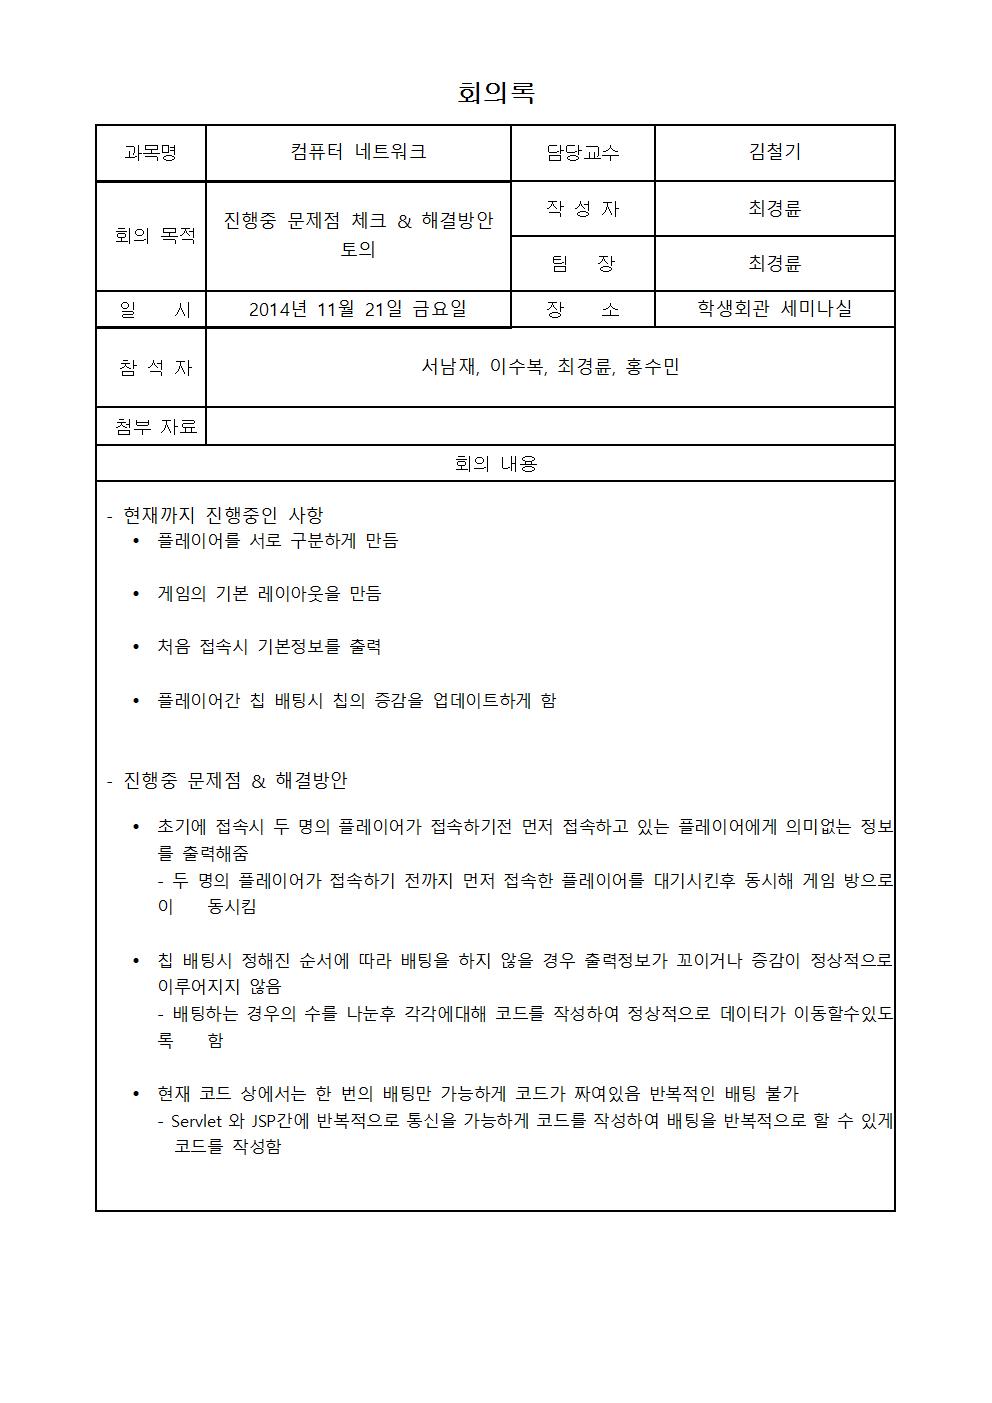 회의록
과목명 컴퓨터 네트워크 담당교수 김철기
회의 목적 진행중 문제점 체크 & 해결방안
토의
작 성 자 최경륜
팀 장 최경륜
일 시 2014년 11월 21일 금요일 장 소 학생회관 세미나실
참 석 자 서남재, 이수복, 최경륜, 홍수민
첨부 자료
회의 내용
- 현재까지 진행중인 사항
• 플레이어를 서로 구분하게 만듬
• 게임의 기본 레이아웃을 만듬
• 처음 접속시 기본정보를 출력
• 플레이어간 칩 배팅시 칩의 증감을 업데이트하게 함
- 진행중 문제점 & 해결방안
• 초기에 접속시 두 명의 플레이어가 접속하기전 먼저 접속하고 있는 플레이어에게 의미없는 정보
를 출력해줌
- 두 명의 플레이어가 접속하기 전까지 먼저 접속한 플레이어를 대기시킨후 동시해 게임 방으로
이 동시킴
• 칩 배팅시 정해진 순서에 따라 배팅을 하지 않을 경우 출력정보가 꼬이거나 증감이 정상적으로
이루어지지 않음
- 배팅하는 경우의 수를 나눈후 각각에대해 코드를 작성하여 정상적으로 데이터가 이동할수있도
록 함
• 현재 코드 상에서는 한 번의 배팅만 가능하게 코드가 짜여있음 반복적인 배팅 불가
- Servlet 와 JSP간에 반복적으로 통신을 가능하게 코드를 작성하여 배팅을 반복적으로 할 수 있게
코드를 작성함